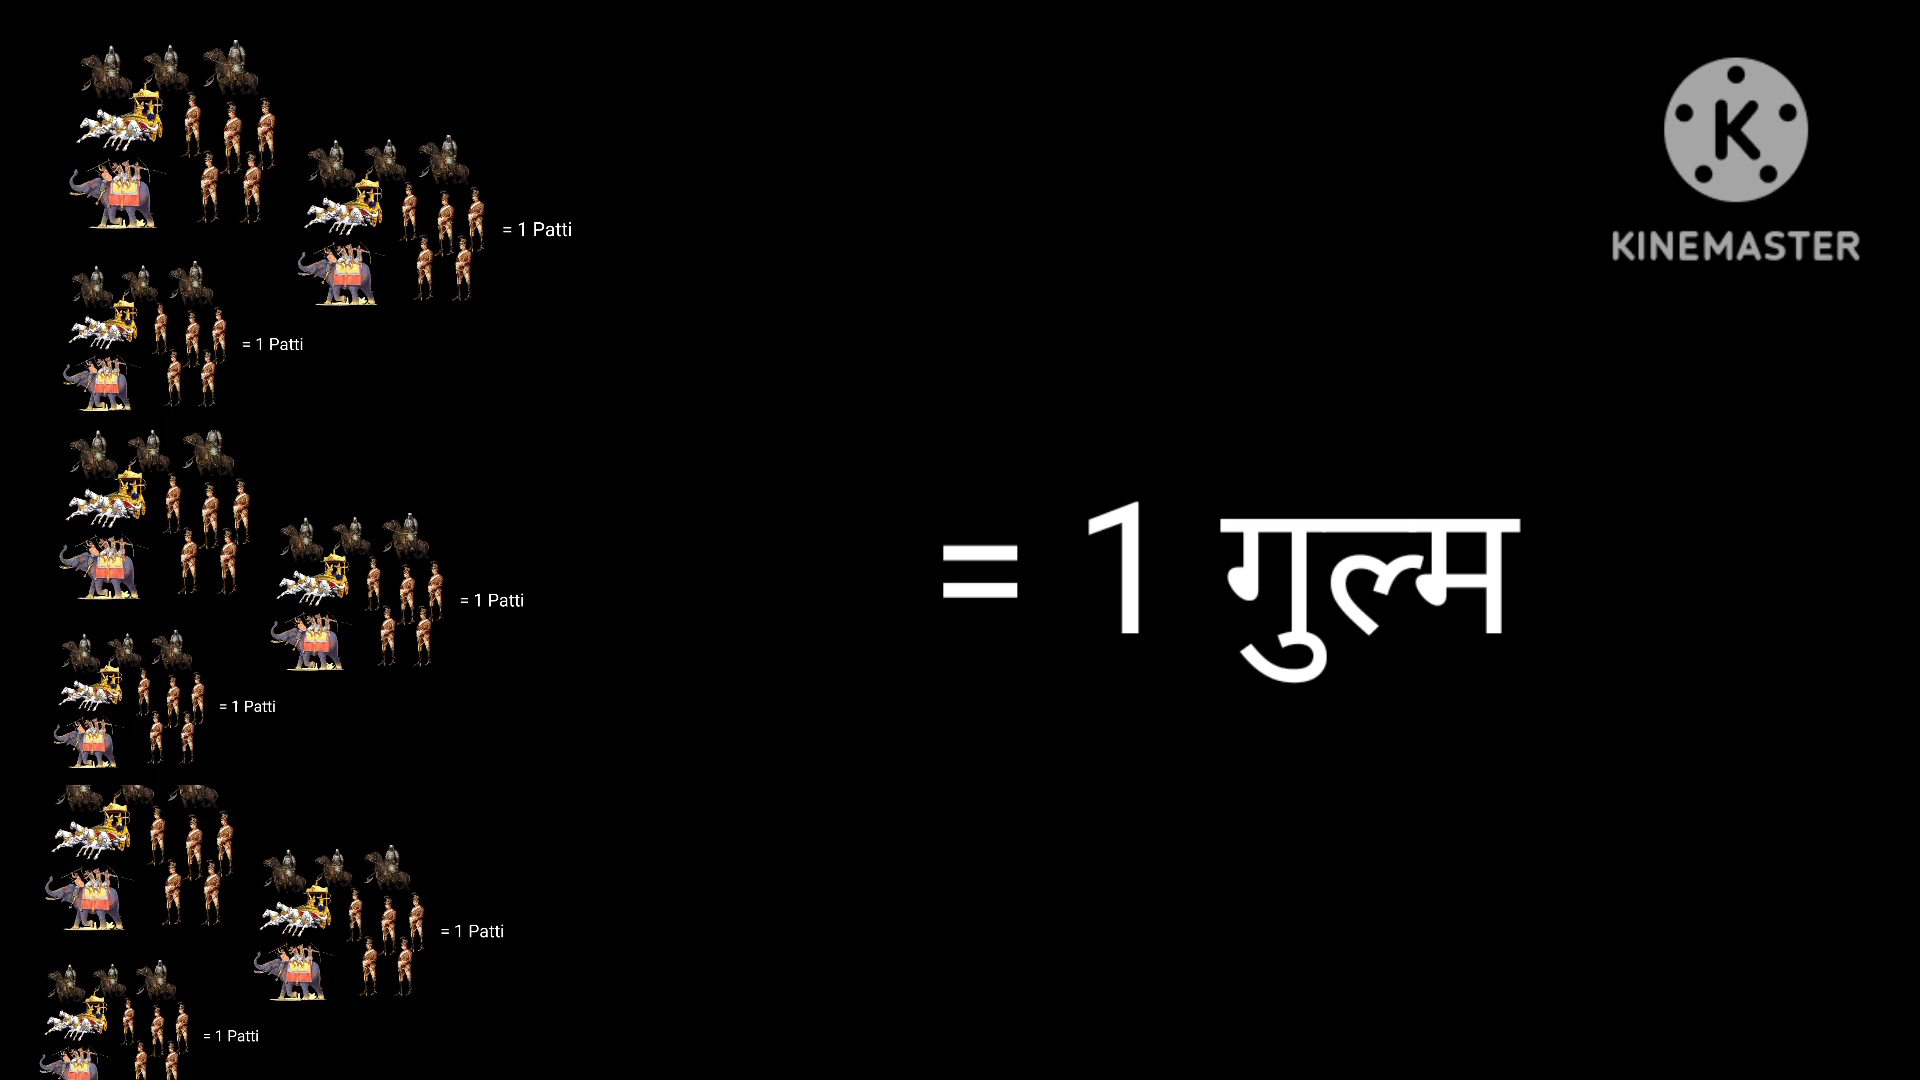 K
KINEMASTER
= 1 Patti
= 1 Patti
= 1 गुल्म
= 1 Patti
= 1 Patti
= 1 Patti
= 1 Patti